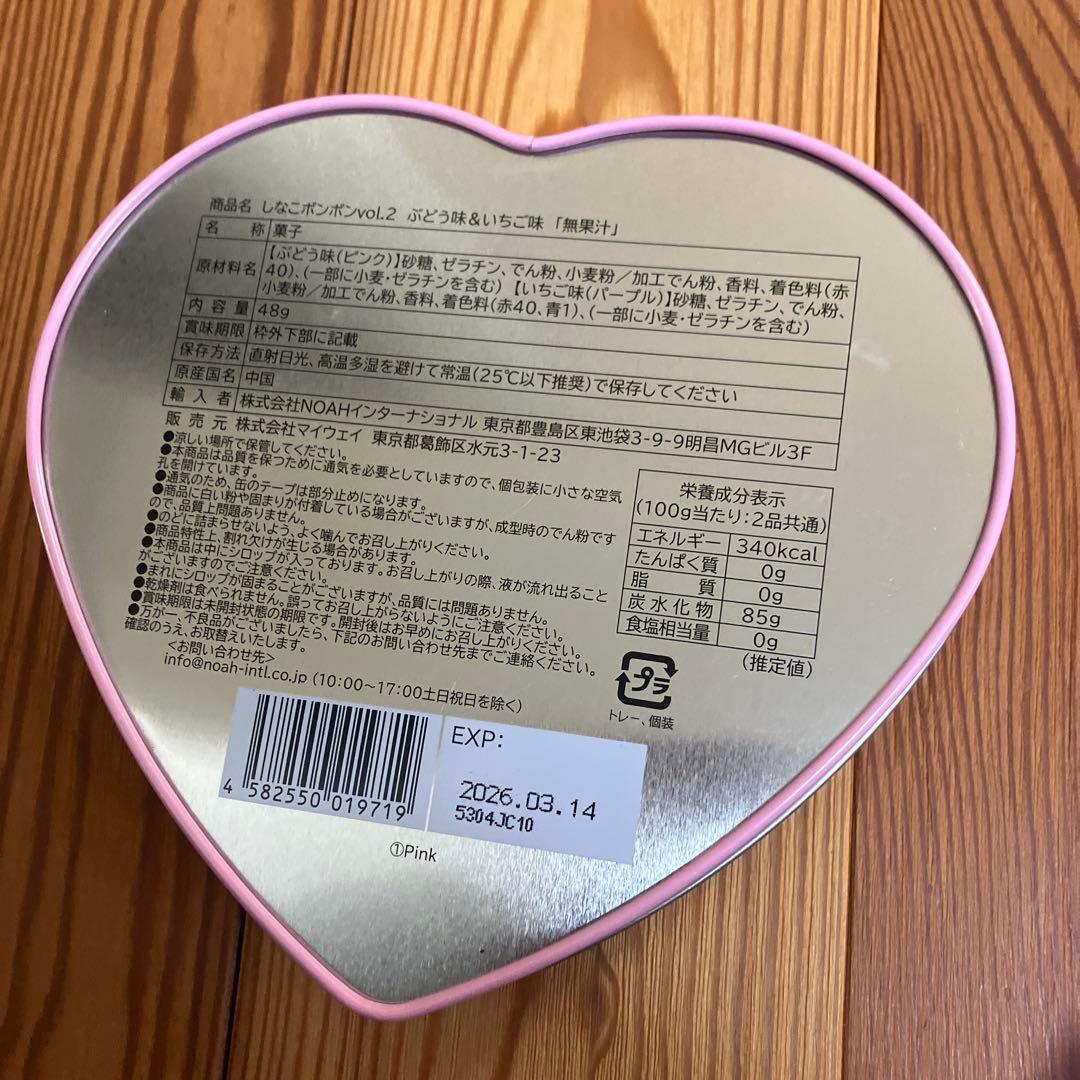 商品名 しなこボンボンvol.2 ぶどう味&いちご味 「無果汁」
名称 菓子
原材料名 【ぶどう味(ピンク)】砂糖、ゼラチン、でん粉、小麦粉/加工でん粉、香料、着色料(赤
40)、(一部に小麦・ゼラチンを含む) 【いちご味(パープル)】砂糖、ゼラチン、でん粉、
小麦粉/加工でん粉、香料、着色料(赤40、青1)、(一部に小麦・ゼラチンを含む)
内容量 48g
賞味期限 枠外下部に記載
保存方法 直射日光、高温多湿を避けて常温(25℃以下推奨)で保存してください
原産国名 中国
輸入者 株式会社NOAHインターナショナル 東京都豊島区東池袋3-9-9明昌MGビル3F
販売元 株式会社マイウェイ 東京都葛飾区水元3-1-23
●涼しい場所で保管してください。
●本商品は品質を保つために通気を必要としていますので、個包装に小さな空気
孔を開けています。
●通気のため、缶のテープは部分止めになります。
●商品に白い粉や固まりが付着している場合がございますが、成型時のでん粉です
ので、品質上問題ありません。
●のどに詰まらせないよう、よく噛んでお召し上がりください。
●商品特性上、割れ欠けが生じる場合があります。
●本商品は中にシロップが入っております。お召し上がりの際、液が流れ出ること
がございますのでご注意ください。
●まれにシロップが固まることがございますが、品質には問題ありません。
●乾燥剤は食べられません。誤ってお召し上がらないようにご注意ください。
●賞味期限は未開封状態の期限です。開封後はお早めにお召し上がりください。
●万が一、不良品がございましたら、下記のお問い合わせ先までご連絡ください。
確認のうえ、お取替えいたします。
<お問い合わせ先>
info@noah-intl.co.jp (10:00~17:00土日祝日を除く)
栄養成分表示
(100g当たり:2品共通)
エネルギー 340kcal
たんぱく質 0g
脂質 0g
炭水化物 85g
食塩相当量 0g
(推定値)
プラ
トレー、個装
4 582550 019719
EXP:
2026.03.14
5304JC10
①Pink